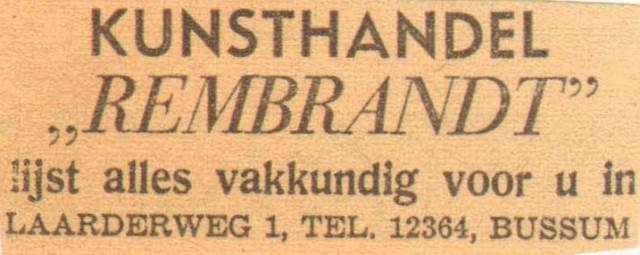 KUNSTHANDEL
„REMBRANDT”
lijst alles vakkundig voor u in
LAARDERWEG 1, TEL. 12364, BUSSUM